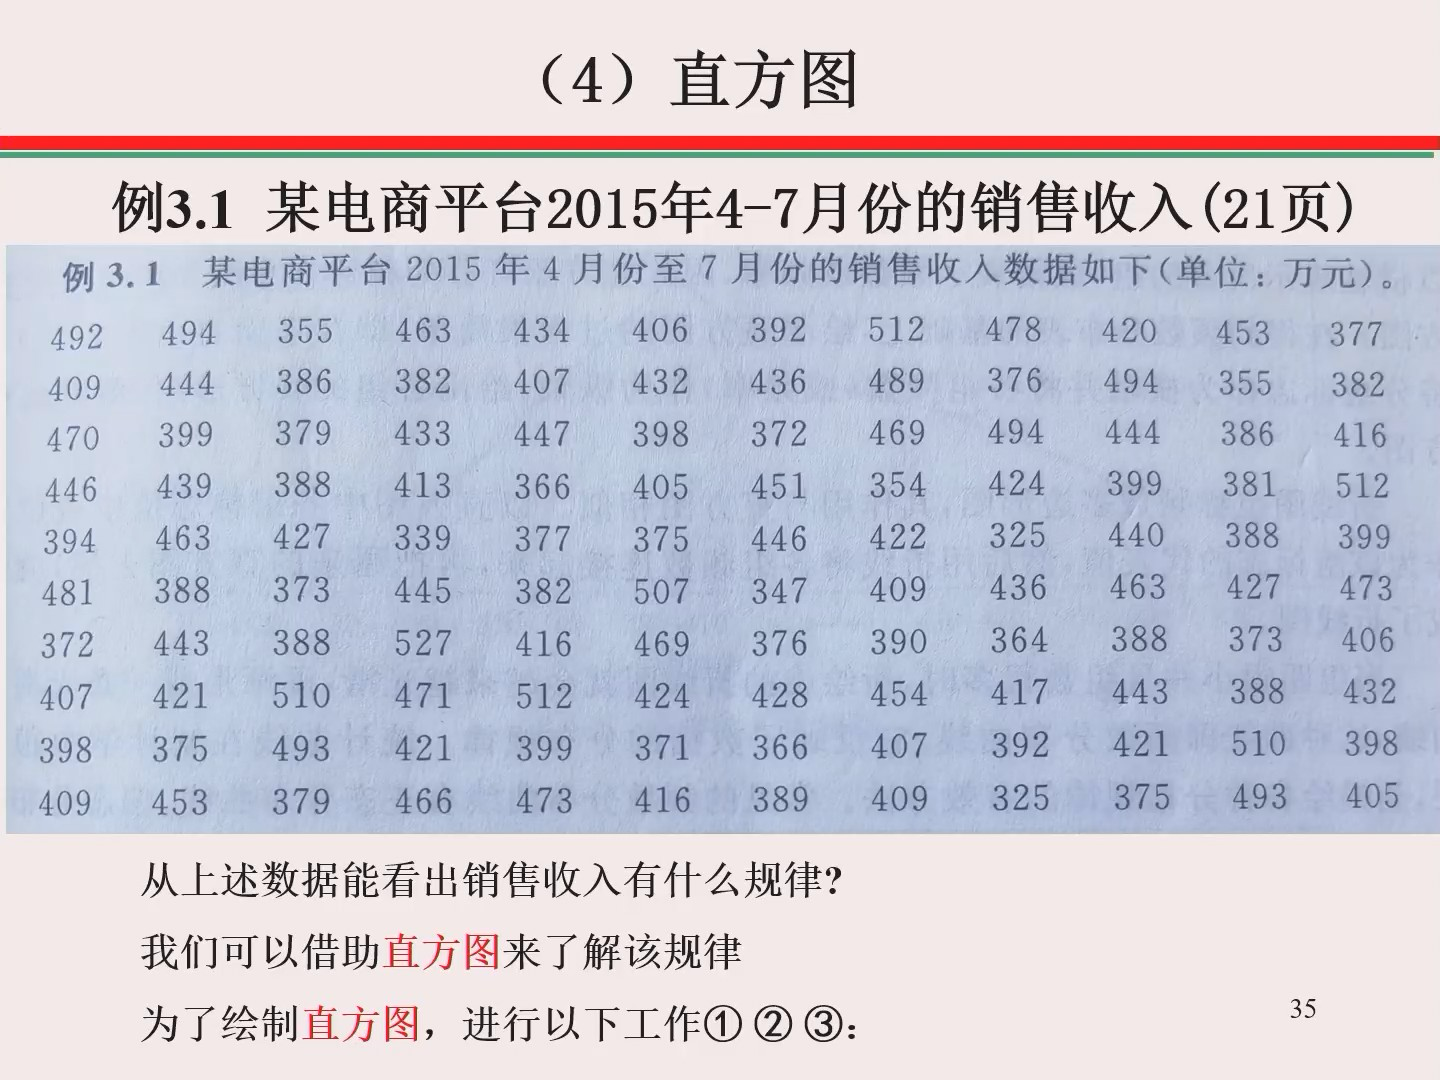 （4）直方图
例3.1 某电商平台2015年4-7月份的销售收入(21页)
例 3.1 某电商平台 2015 年 4 月份至 7 月份的销售收入数据如下(单位：万元)。
492 494 355 463 434 406 392 512 478 420 453 377
409 444 386 382 407 432 436 489 376 494 355 382
470 399 379 433 447 398 372 469 494 444 386 416
446 439 388 413 366 405 451 354 424 399 381 512
394 463 427 339 377 375 446 422 325 440 388 399
481 388 373 445 382 507 347 409 436 463 427 473
372 443 388 527 416 469 376 390 364 388 373 406
407 421 510 471 512 424 428 454 417 443 388 432
398 375 493 421 399 371 366 407 392 421 510 398
409 453 379 466 473 416 389 409 325 375 493 405
从上述数据能看出销售收入有什么规律?
我们可以借助直方图来了解该规律
为了绘制直方图，进行以下工作① ② ③：
35